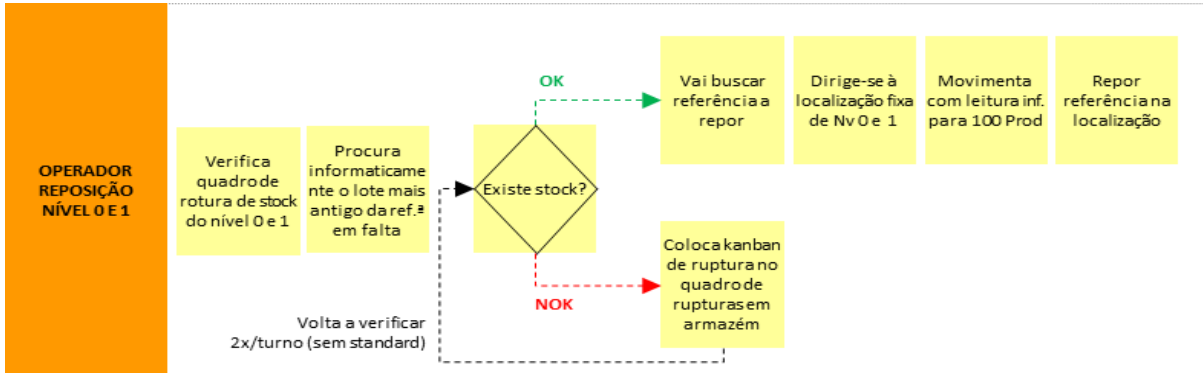 OPERADOR
REPOSIÇÃO
NÍVEL 0 E 1
Verifica
quadro de
rotura de stock
do nível 0 e 1
Procura
informaticame
nte o lote mais
antigo da ref.ª
em falta
Existe stock?
OK
Vai buscar
referência a
repor
Dirige-se à
localização fixa
de Nv 0 e 1
Movimenta
com leitura inf.
para 100 Prod
Repor
referência na
localização
NOK
Coloca kanban
de ruptura no
quadro de
rupturas em
armazém
Volta a verificar
2x/turno (sem standard)